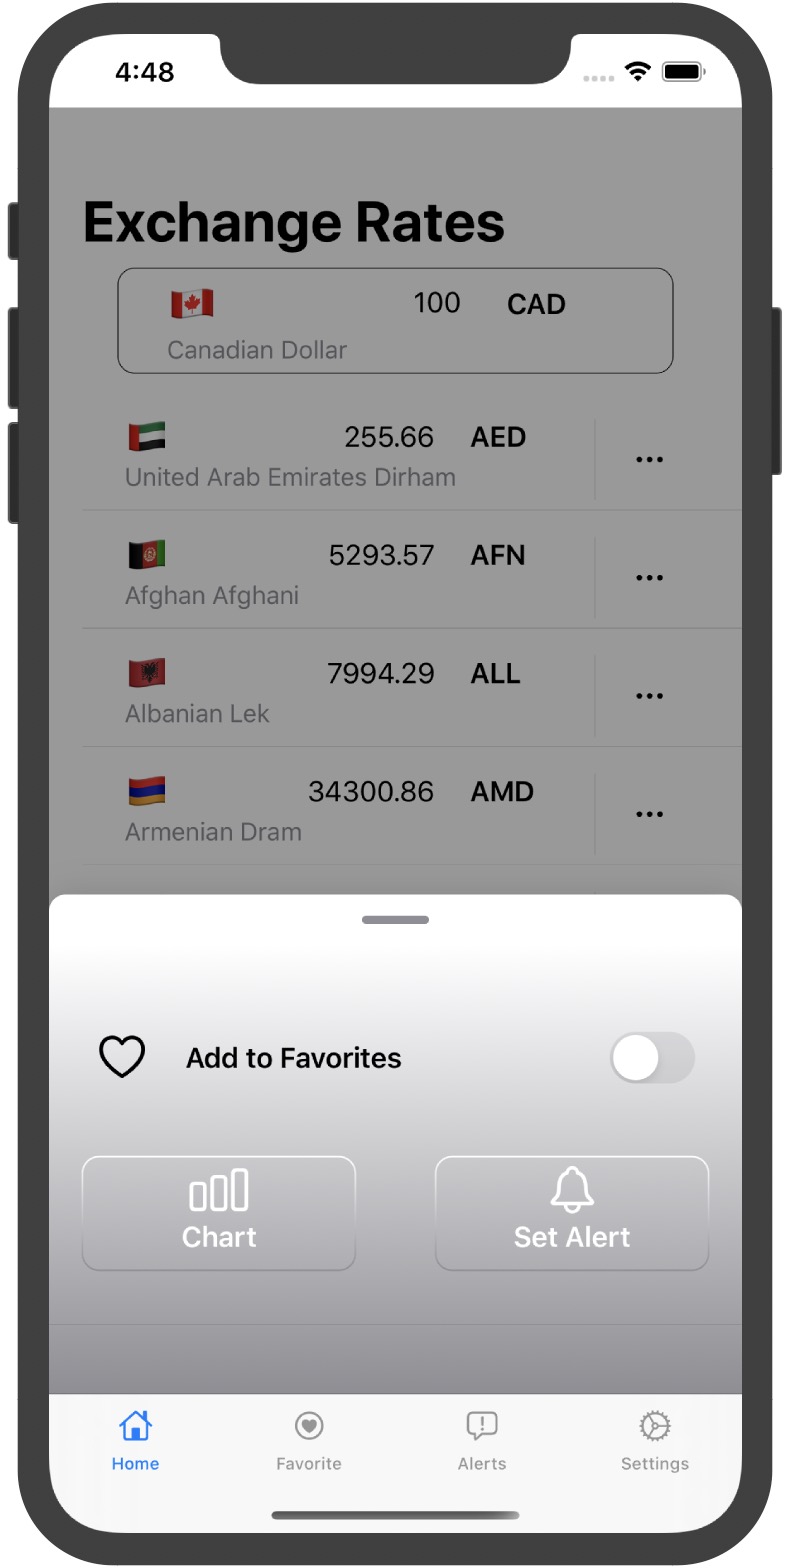 4:48
Exchange Rates
100 CAD
Canadian Dollar
255.66 AED
United Arab Emirates Dirham
5293.57 AFN
Afghan Afghani
7994.29 ALL
Albanian Lek
34300.86 AMD
Armenian Dram
Add to Favorites
Chart Set Alert
Home Favorite Alerts Settings